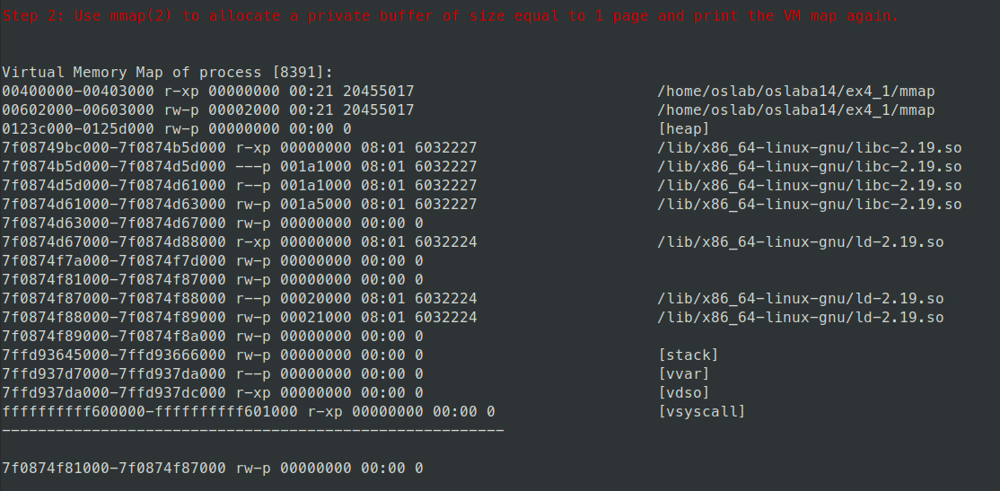 Step 2: Use mmap(2) to allocate a private buffer of size equal to 1 page and print the VM map again.
Virtual Memory Map of process [8391]:
00400000-00403000 r-xp 00000000 00:21 20455017 /home/oslab/oslaba14/ex4_1/mmap
00602000-00603000 rw-p 00002000 00:21 20455017 /home/oslab/oslaba14/ex4_1/mmap
0123c000-0125d000 rw-p 00000000 00:00 0 [heap]
7f08749bc000-7f0874b5d000 r-xp 00000000 08:01 6032227 /lib/x86_64-linux-gnu/libc-2.19.so
7f0874b5d000-7f0874d5d000 ---p 001a1000 08:01 6032227 /lib/x86_64-linux-gnu/libc-2.19.so
7f0874d5d000-7f0874d61000 r--p 001a1000 08:01 6032227 /lib/x86_64-linux-gnu/libc-2.19.so
7f0874d61000-7f0874d63000 rw-p 001a5000 08:01 6032227 /lib/x86_64-linux-gnu/libc-2.19.so
7f0874d63000-7f0874d67000 rw-p 00000000 00:00 0
7f0874d67000-7f0874d88000 r-xp 00000000 08:01 6032224 /lib/x86_64-linux-gnu/ld-2.19.so
7f0874f7a000-7f0874f7d000 rw-p 00000000 00:00 0
7f0874f81000-7f0874f87000 rw-p 00000000 00:00 0
7f0874f87000-7f0874f88000 r--p 00020000 08:01 6032224 /lib/x86_64-linux-gnu/ld-2.19.so
7f0874f88000-7f0874f89000 rw-p 00021000 08:01 6032224 /lib/x86_64-linux-gnu/ld-2.19.so
7f0874f89000-7f0874f8a000 rw-p 00000000 00:00 0
7ffd93645000-7ffd93666000 rw-p 00000000 00:00 0 [stack]
7ffd937d7000-7ffd937da000 r--p 00000000 00:00 0 [vvar]
7ffd937da000-7ffd937dc000 r-xp 00000000 00:00 0 [vdso]
ffffffffff600000-ffffffffff601000 r-xp 00000000 00:00 0 [vsyscall]
--------------------------------------------------------
7f0874f81000-7f0874f87000 rw-p 00000000 00:00 0